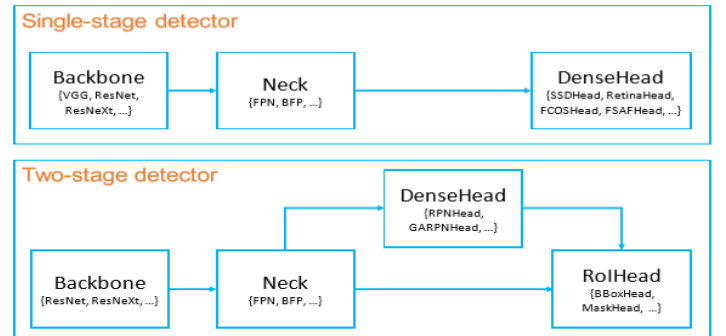 Single-stage detector
Backbone
{VGG, ResNet,
ResNeXt, ...}
Neck
{FPN, BFP, ...}
DenseHead
{SSDHead, RetinaHead,
FCOSHead, FSAFHead, ...}
Two-stage detector
DenseHead
{RPNHead,
GARPNHead, ...}
Backbone
{ResNet, ResNeXt, ...}
Neck
{FPN, BFP, ...}
RoIHead
{BBoxHead,
MaskHead, ...}